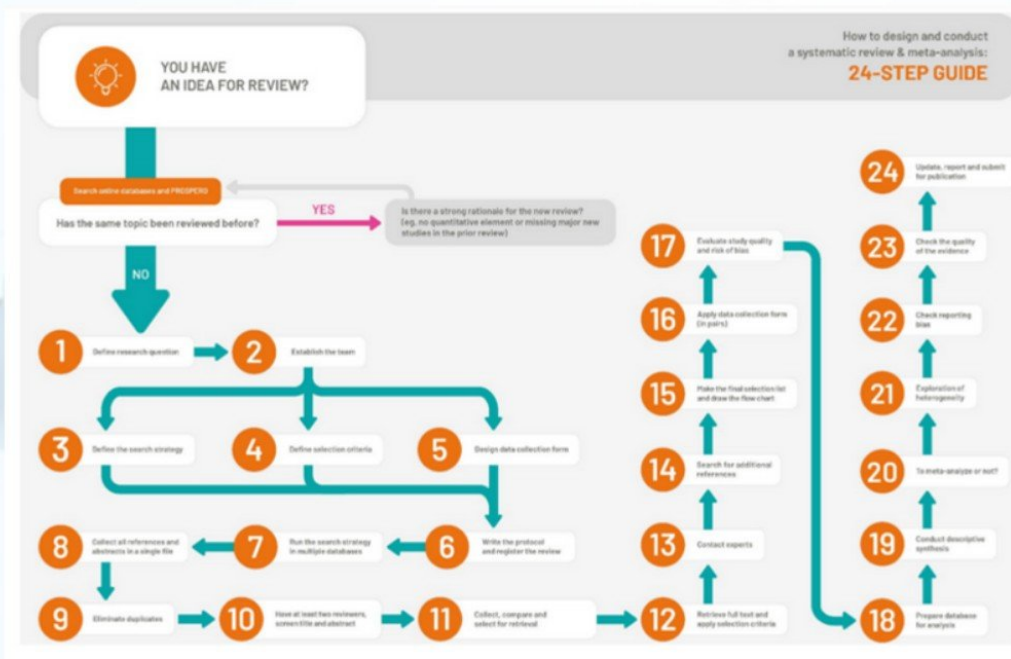 How to design and conduct
a systematic review & meta-analysis:
24-STEP GUIDE
YOU HAVE
AN IDEA FOR REVIEW?
Search online databases and PROSPERO
Has the same topic been reviewed before?
YES
Is there a strong rationale for the new review?
(eg, no quantitative element or missing major new
studies in the prior review)
NO
1
Define research question
2
Establish the team
3
Define the search strategy
4
Define selection criteria
5
Design data collection form
6
Write the protocol
and register the review
7
Run the search strategy
in multiple databases
8
Collect all references and
abstracts in a single file
9
Eliminate duplicates
10
Have at least two reviewers,
screen title and abstract
11
Collect, compare and
select for retrieval
12
Retrieve full text and
apply selection criteria
13
Contact experts
14
Search for additional
references
15
Make the final selection list
and draw the flow chart
16
Apply data collection form
(in pairs)
17
Evaluate study quality
and risk of bias
18
Prepare database
for analysis
19
Conduct descriptive
synthesis
20
To meta-analyze or not?
21
Exploration of
heterogeneity
22
Check reporting
bias
23
Check the quality
of the evidence
24
Update, report and submit
for publication